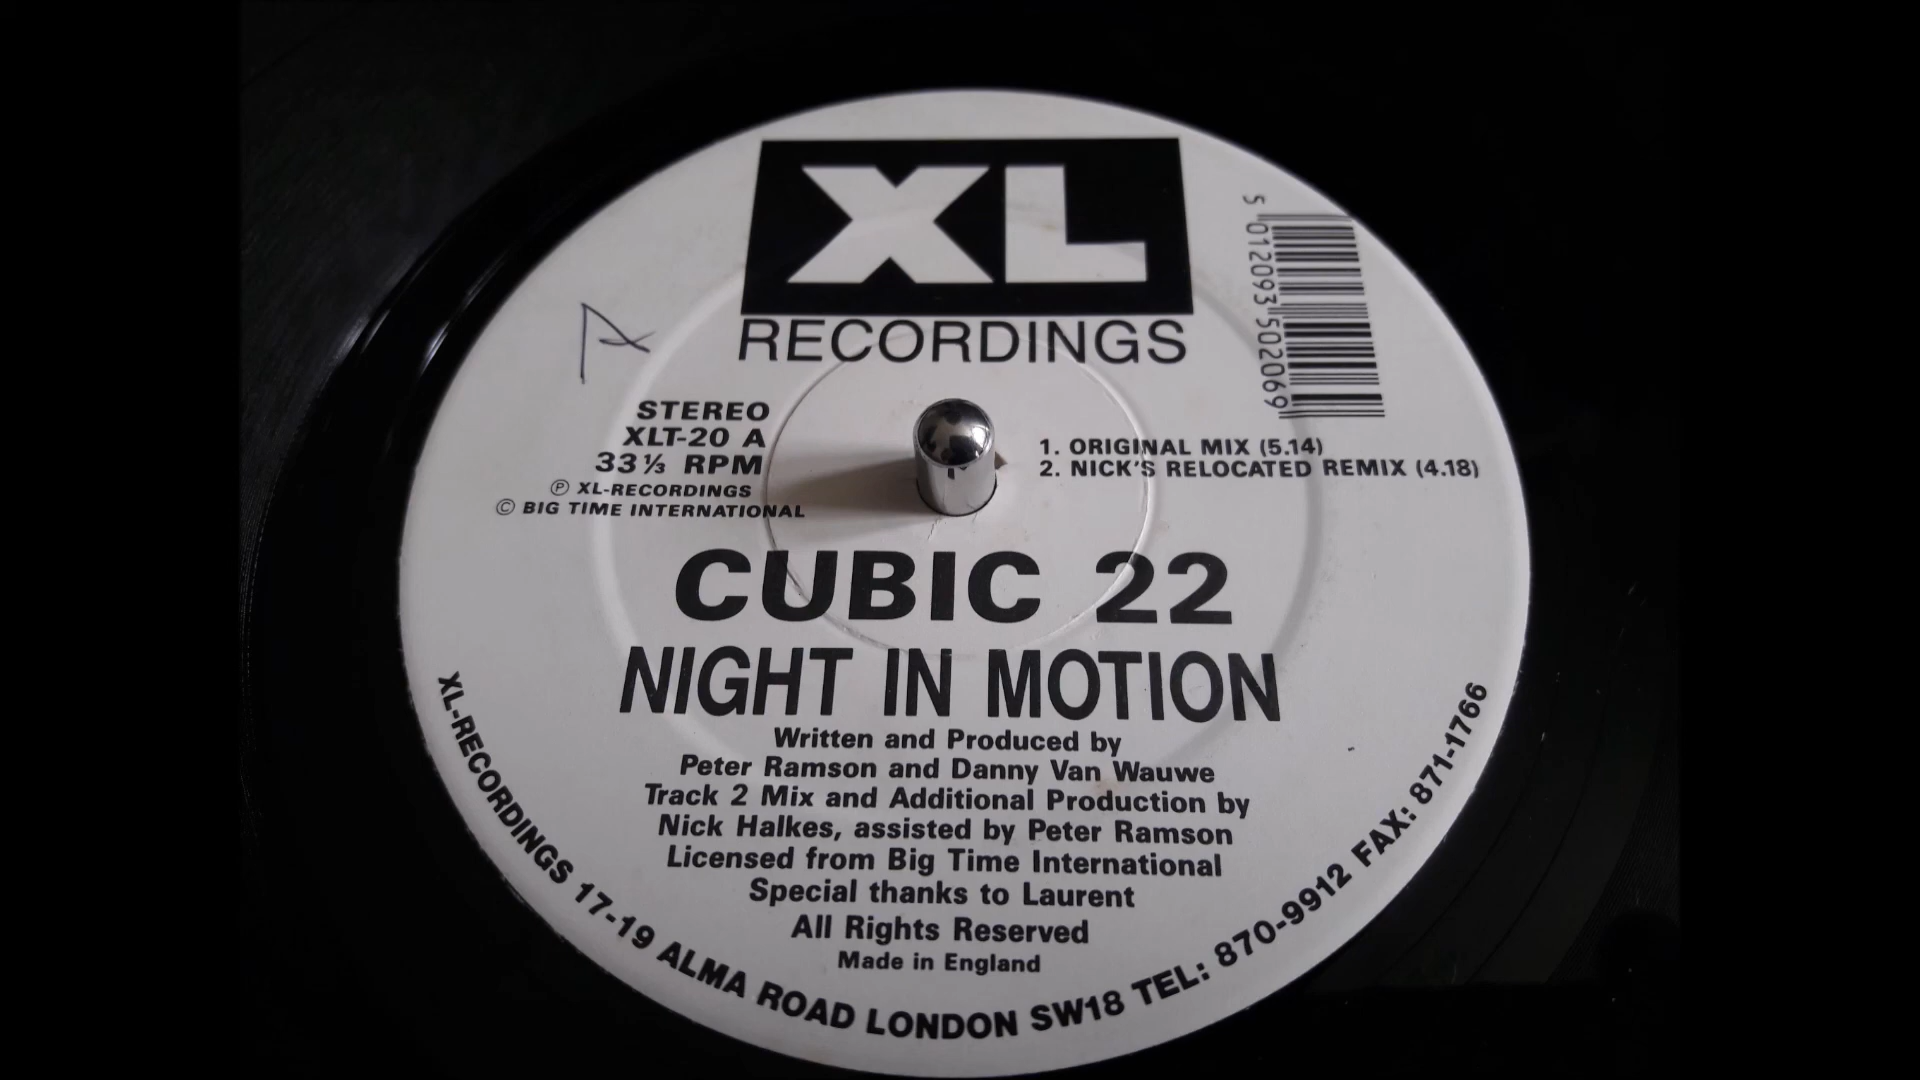 XL
RECORDINGS
5 012093 502069
7
STEREO
XLT-20 A
33⅓ RPM
℗ XL-RECORDINGS
© BIG TIME INTERNATIONAL
1. ORIGINAL MIX (5.14)
2. NICK'S RELOCATED REMIX (4.18)
CUBIC 22
NIGHT IN MOTION
Written and Produced by
Peter Ramson and Danny Van Wauwe
Track 2 Mix and Additional Production by
Nick Halkes, assisted by Peter Ramson
Licensed from Big Time International
Special thanks to Laurent
All Rights Reserved
Made in England
XL-RECORDINGS 17-19 ALMA ROAD LONDON SW18 TEL: 870-9912 FAX: 871-1766